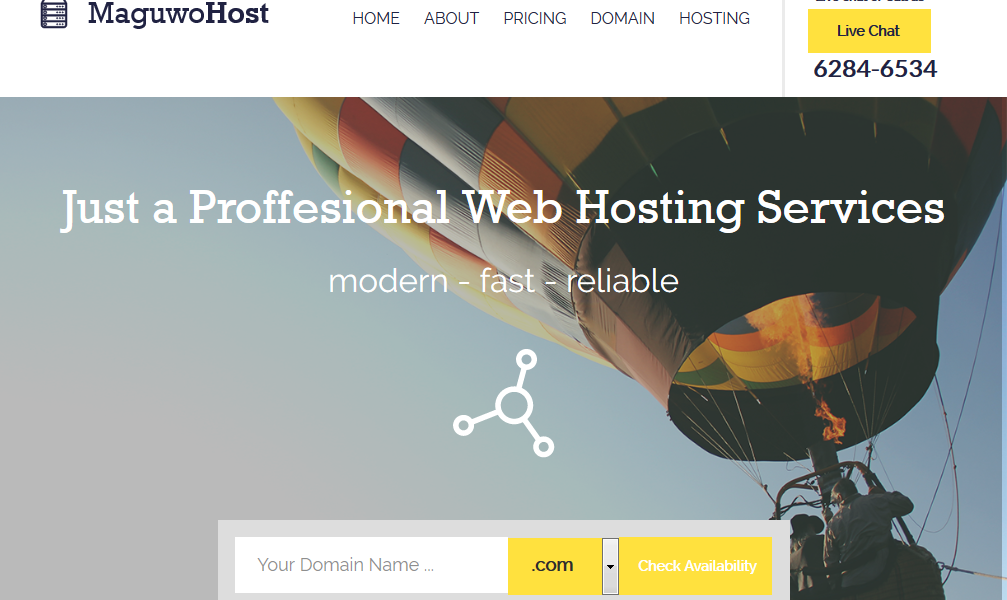 MaguwoHost
HOME ABOUT PRICING DOMAIN HOSTING
Live Chat
6284-6534
Just a Proffesional Web Hosting Services
modern - fast - reliable
Your Domain Name ...
.com
Check Availability